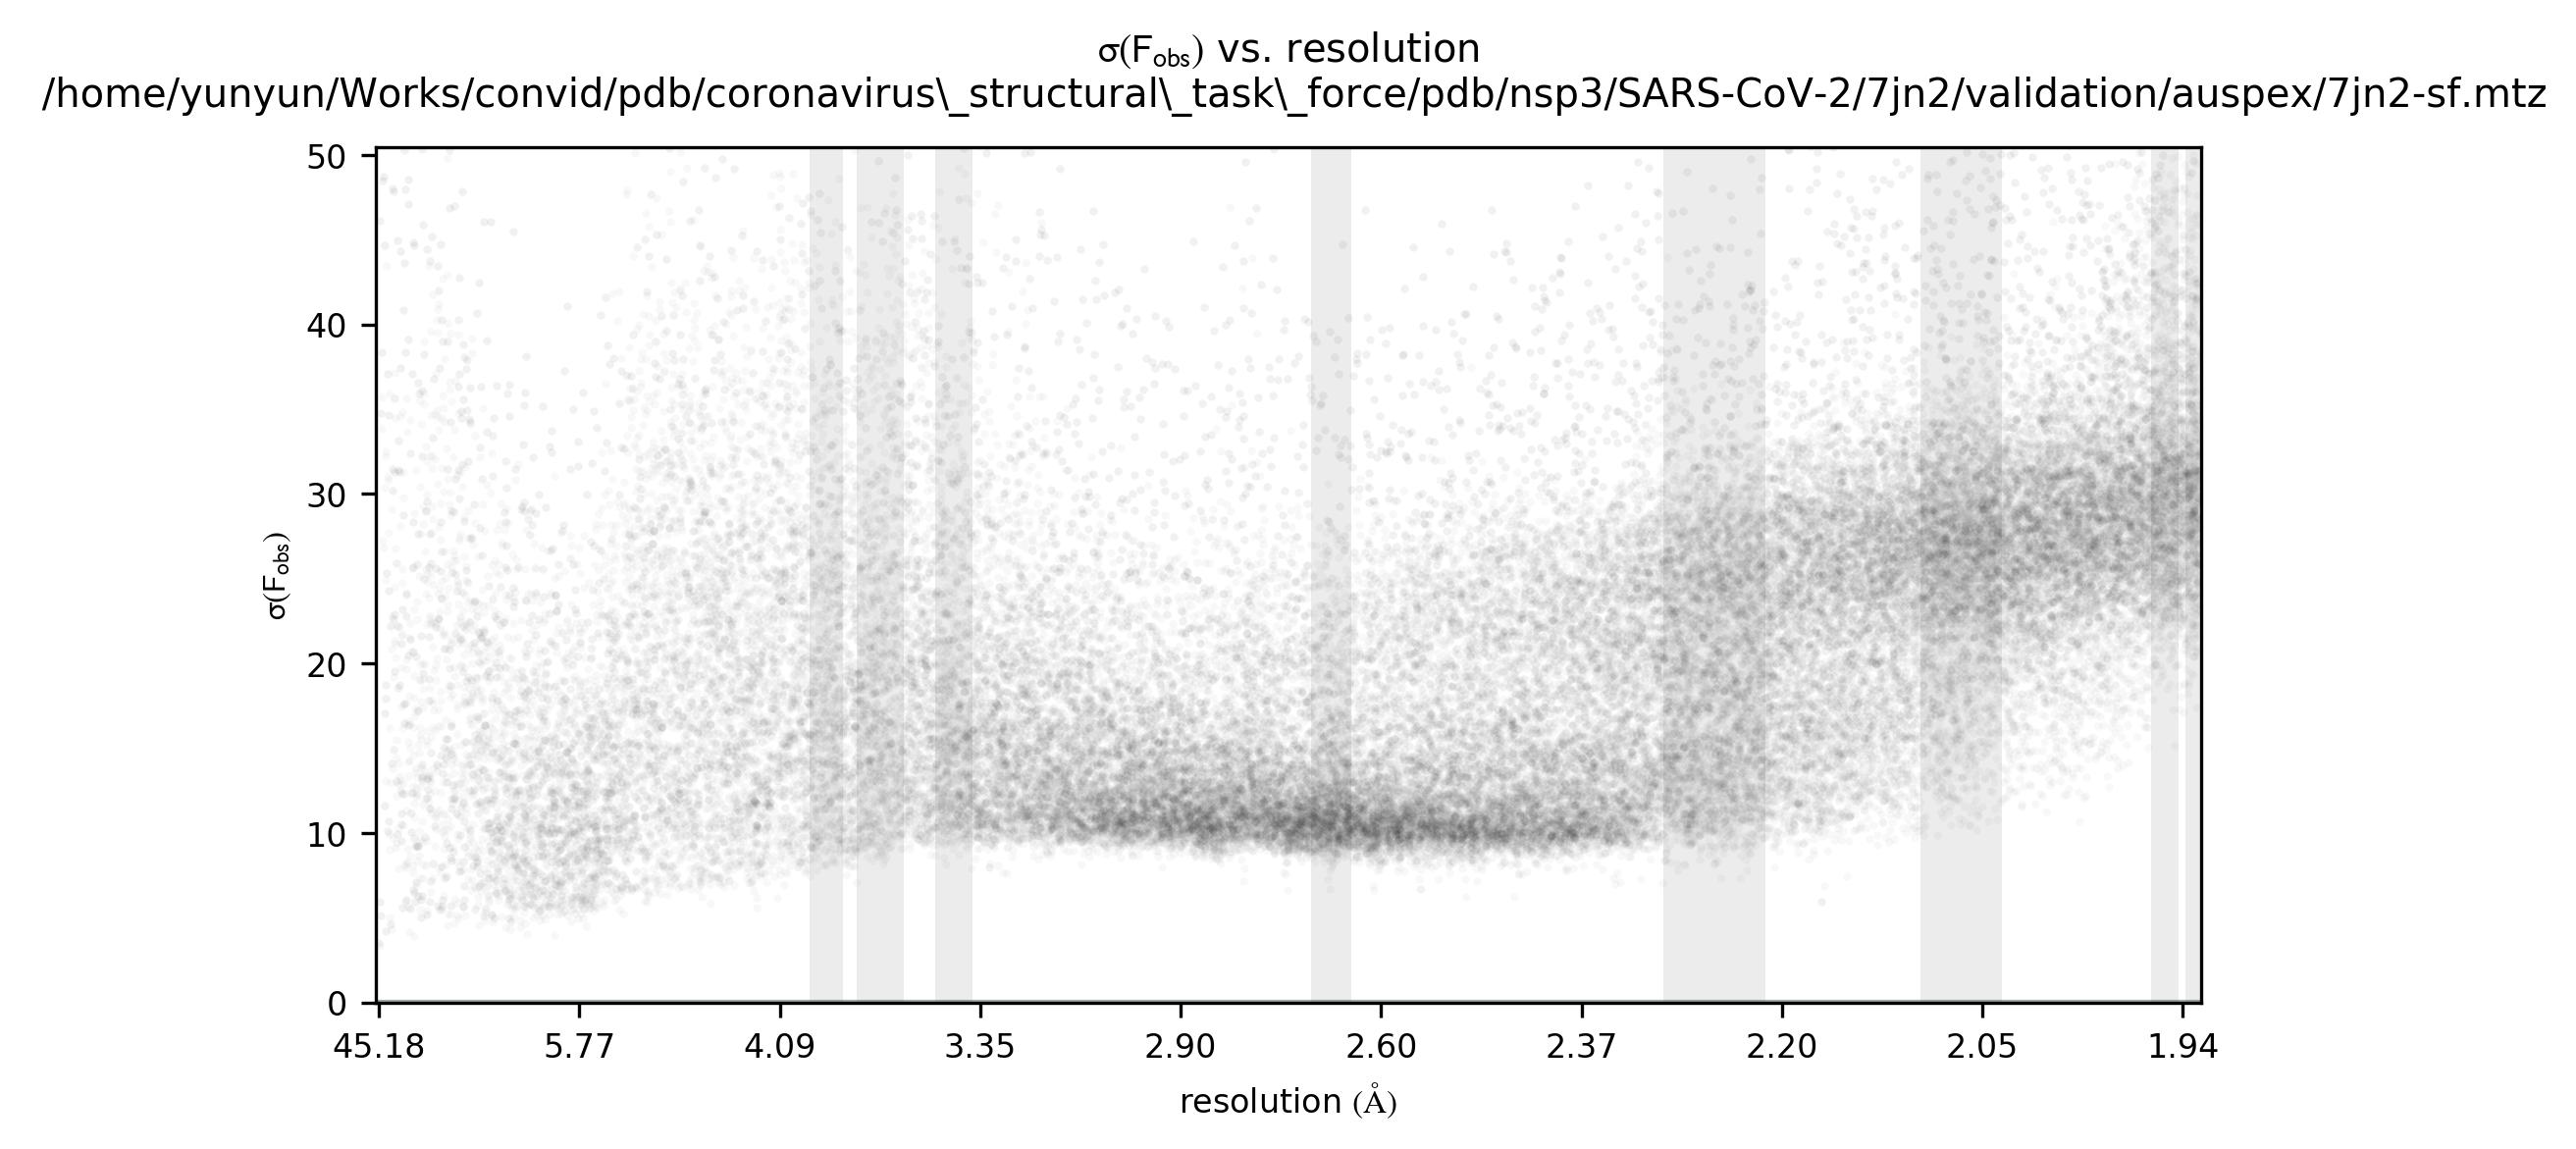 σ(Fobs) vs. resolution
/home/yunyun/Works/convid/pdb/coronavirus\_structural\_task\_force/pdb/nsp3/SARS-CoV-2/7jn2/validation/auspex/7jn2-sf.mtz
50
40
30
20
10
0
σ(Fobs)
45.18 5.77 4.09 3.35 2.90 2.60 2.37 2.20 2.05 1.94
resolution (Å)